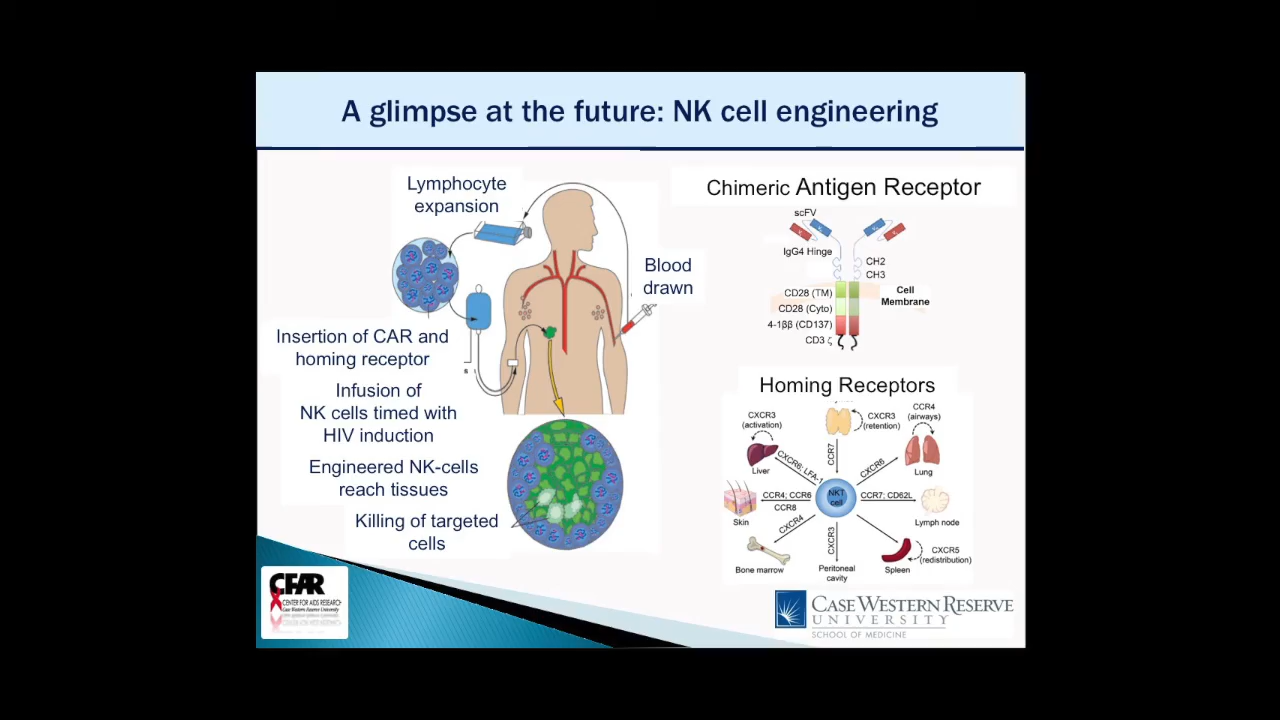 A glimpse at the future: NK cell engineering
Lymphocyte
expansion
Blood
drawn
Insertion of CAR and
homing receptor
s
Infusion of
NK cells timed with
HIV induction
Engineered NK-cells
reach tissues
Killing of targeted
cells
Chimeric Antigen Receptor
scFV
IgG4 Hinge
CH2
CH3
CD28 (TM)
Cell
Membrane
CD28 (Cyto)
4-1ββ (CD137)
CD3 ζ
Homing Receptors
CXCR3
(activation)
Liver
CXCR6; LFA-1
CCR7
CXCR3
(retention)
CCR4
(airways)
CXCR6
Lung
NKT
cell
CCR4; CCR6
CCR8
Skin
CCR7; CD62L
Lymph node
CXCR4
Bone marrow
CXCR3
Peritoneal
cavity
Spleen
CXCR5
(redistribution)
CFAR
CENTER FOR AIDS RESEARCH
Case Western Reserve University
CASE WESTERN RESERVE
UNIVERSITY
SCHOOL OF MEDICINE